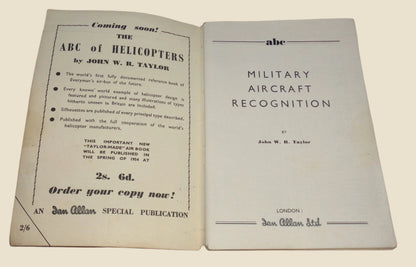 Coming soon!
THE
ABC of HELICOPTERS
by JOHN W. R. TAYLOR
● The world's first fully documented reference book of
Everyman's air-bus of the future.
● Every known world example of helicopter design is
featured and pictured and many illustrations of types
hitherto unseen in Britain are included.
● Silhouettes are published of every principal type described.
● Published with the full cooperation of the world's
helicopter manufacturers.
THIS IMPORTANT NEW
"TAYLOR-MADE" AIR BOOK
WILL BE PUBLISHED IN
THE SPRING OF 1954 AT
2s. 6d.
Order your copy now!
AN Ian Allan SPECIAL PUBLICATION
2/6
abc
MILITARY
AIRCRAFT
RECOGNITION
BY
John W. R. Taylor
LONDON:
Ian Allan Ltd